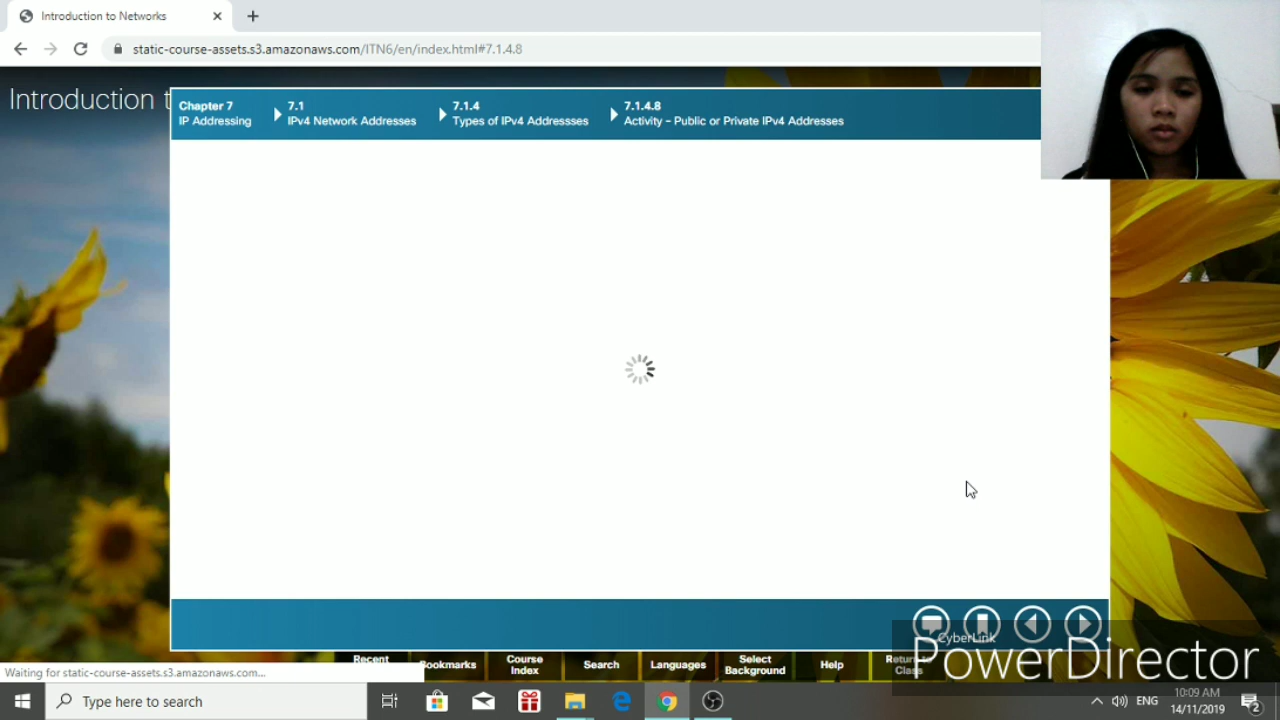 Introduction to Networks
static-course-assets.s3.amazonaws.com/ITN6/en/index.html#7.1.4.8
Introduction t
Chapter 7
IP Addressing
7.1
IPv4 Network Addresses
7.1.4
Types of IPv4 Addressses
7.1.4.8
Activity – Public or Private IPv4 Addresses
CyberLink
PowerDirector
Waiting for static-course-assets.s3.amazonaws.com...
Recent
Bookmarks
Course
Index
Search
Languages
Select
Background
Help
Return
Class
Type here to search
ENG
10:09 AM
14/11/2019
2